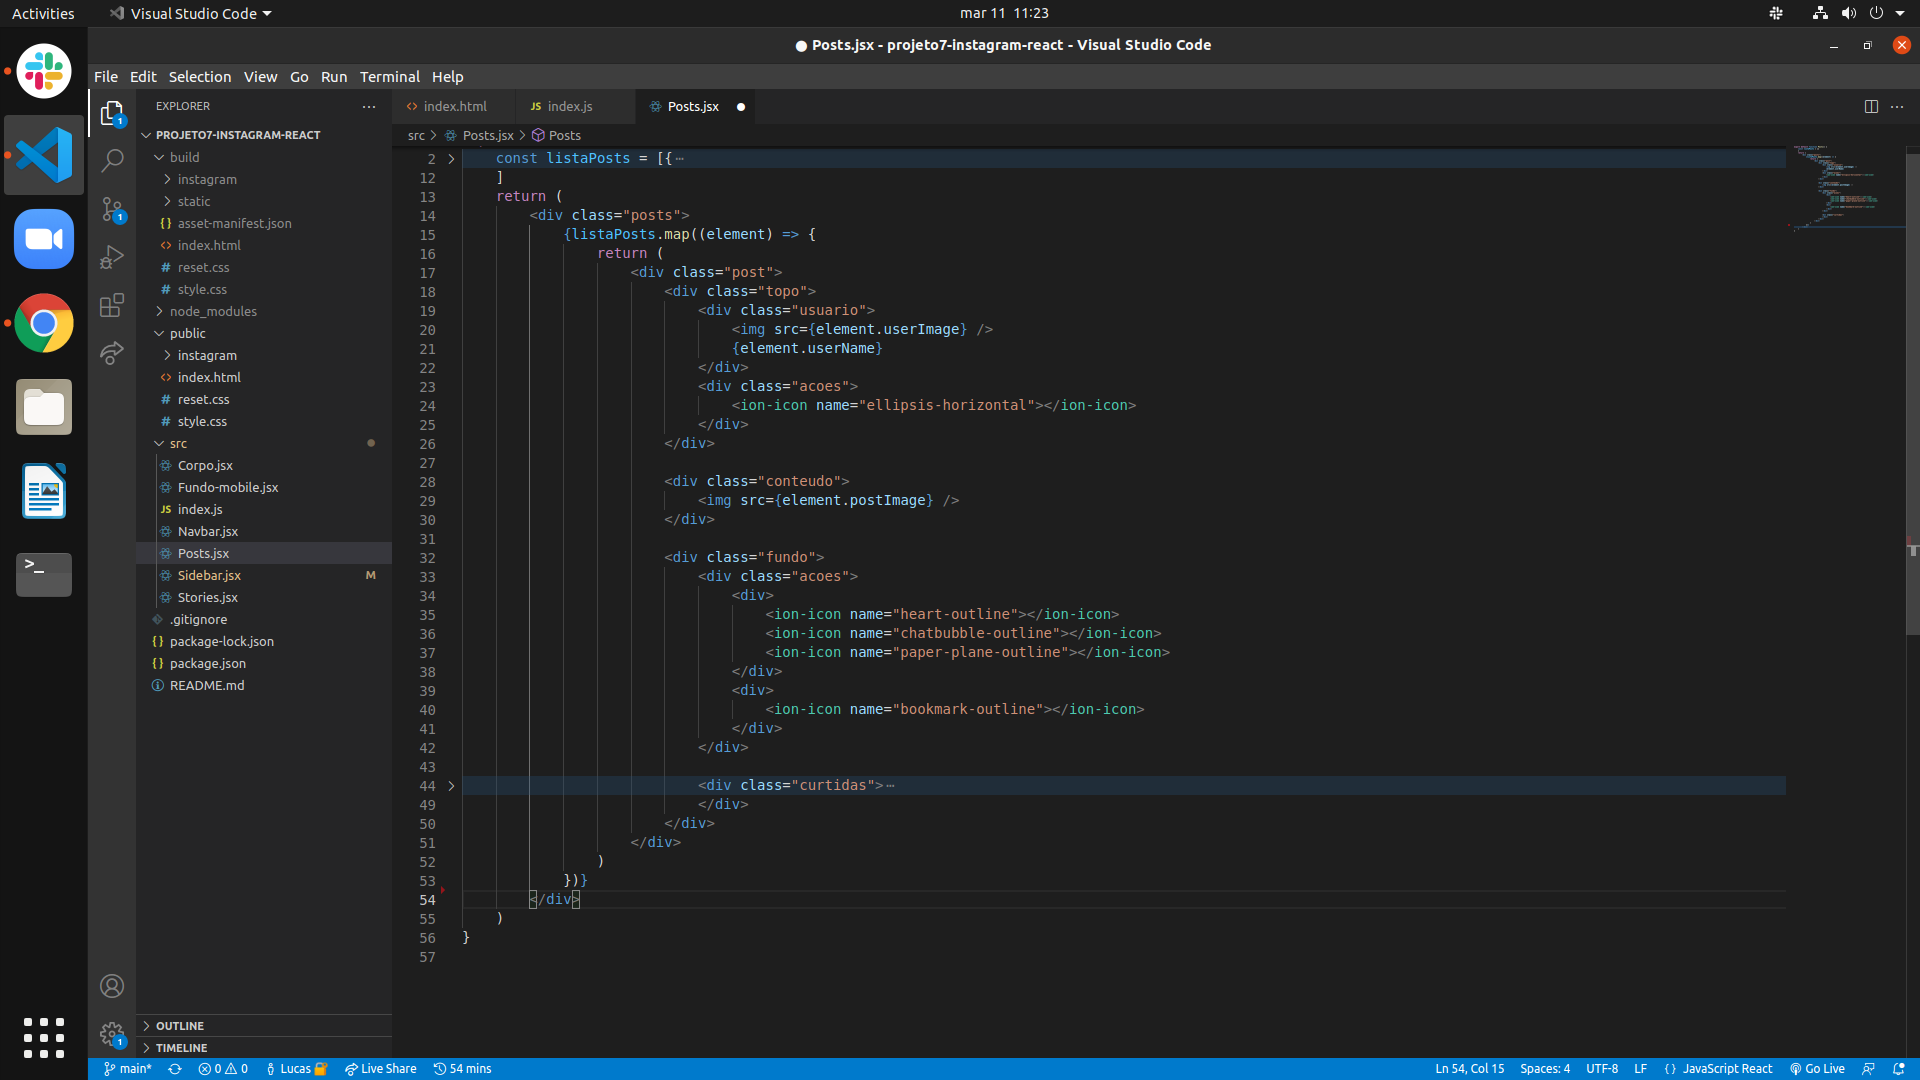 Activities
Visual Studio Code
mar 11 11:23
● Posts.jsx - projeto7-instagram-react - Visual Studio Code
File Edit Selection View Go Run Terminal Help
EXPLORER
PROJETO7-INSTAGRAM-REACT
build
instagram
static
{} asset-manifest.json
<> index.html
# reset.css
# style.css
node_modules
public
instagram
<> index.html
# reset.css
# style.css
src
Corpo.jsx
Fundo-mobile.jsx
JS index.js
Navbar.jsx
Posts.jsx
Sidebar.jsx M
Stories.jsx
.gitignore
{} package-lock.json
{} package.json
README.md
OUTLINE
TIMELINE
1
1
1
<> index.html
JS index.js
Posts.jsx ●
src > Posts.jsx > Posts
2 const listaPosts = [{⋯
12 ]
13 return (
14 <div class="posts">
15 {listaPosts.map((element) => {
16 return (
17 <div class="post">
18 <div class="topo">
19 <div class="usuario">
20 <img src={element.userImage} />
21 {element.userName}
22 </div>
23 <div class="acoes">
24 <ion-icon name="ellipsis-horizontal"></ion-icon>
25 </div>
26 </div>
27
28 <div class="conteudo">
29 <img src={element.postImage} />
30 </div>
31
32 <div class="fundo">
33 <div class="acoes">
34 <div>
35 <ion-icon name="heart-outline"></ion-icon>
36 <ion-icon name="chatbubble-outline"></ion-icon>
37 <ion-icon name="paper-plane-outline"></ion-icon>
38 </div>
39 <div>
40 <ion-icon name="bookmark-outline"></ion-icon>
41 </div>
42 </div>
43
44 <div class="curtidas">⋯
49 </div>
50 </div>
51 </div>
52 )
53 })}
54 </div>
55 )
56 }
57
main* 0 0 Lucas Live Share 54 mins
Ln 54, Col 15 Spaces: 4 UTF-8 LF {} JavaScript React Go Live